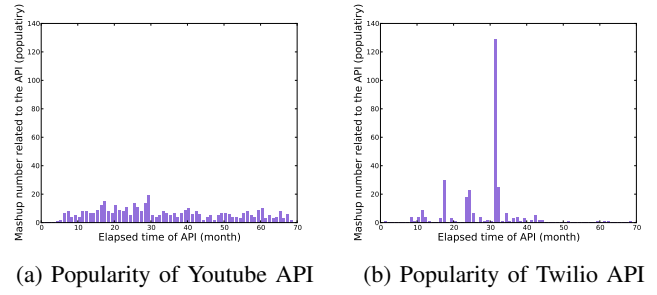 Mashup number related to the API (populatiry)
140
120
100
80
60
40
20
0
0 10 20 30 40 50 60 70
Elapsed time of API (month)
(a) Popularity of Youtube API
Mashup number related to the API (populatiry)
140
120
100
80
60
40
20
0
0 10 20 30 40 50 60 70
Elapsed time of API (month)
(b) Popularity of Twilio API